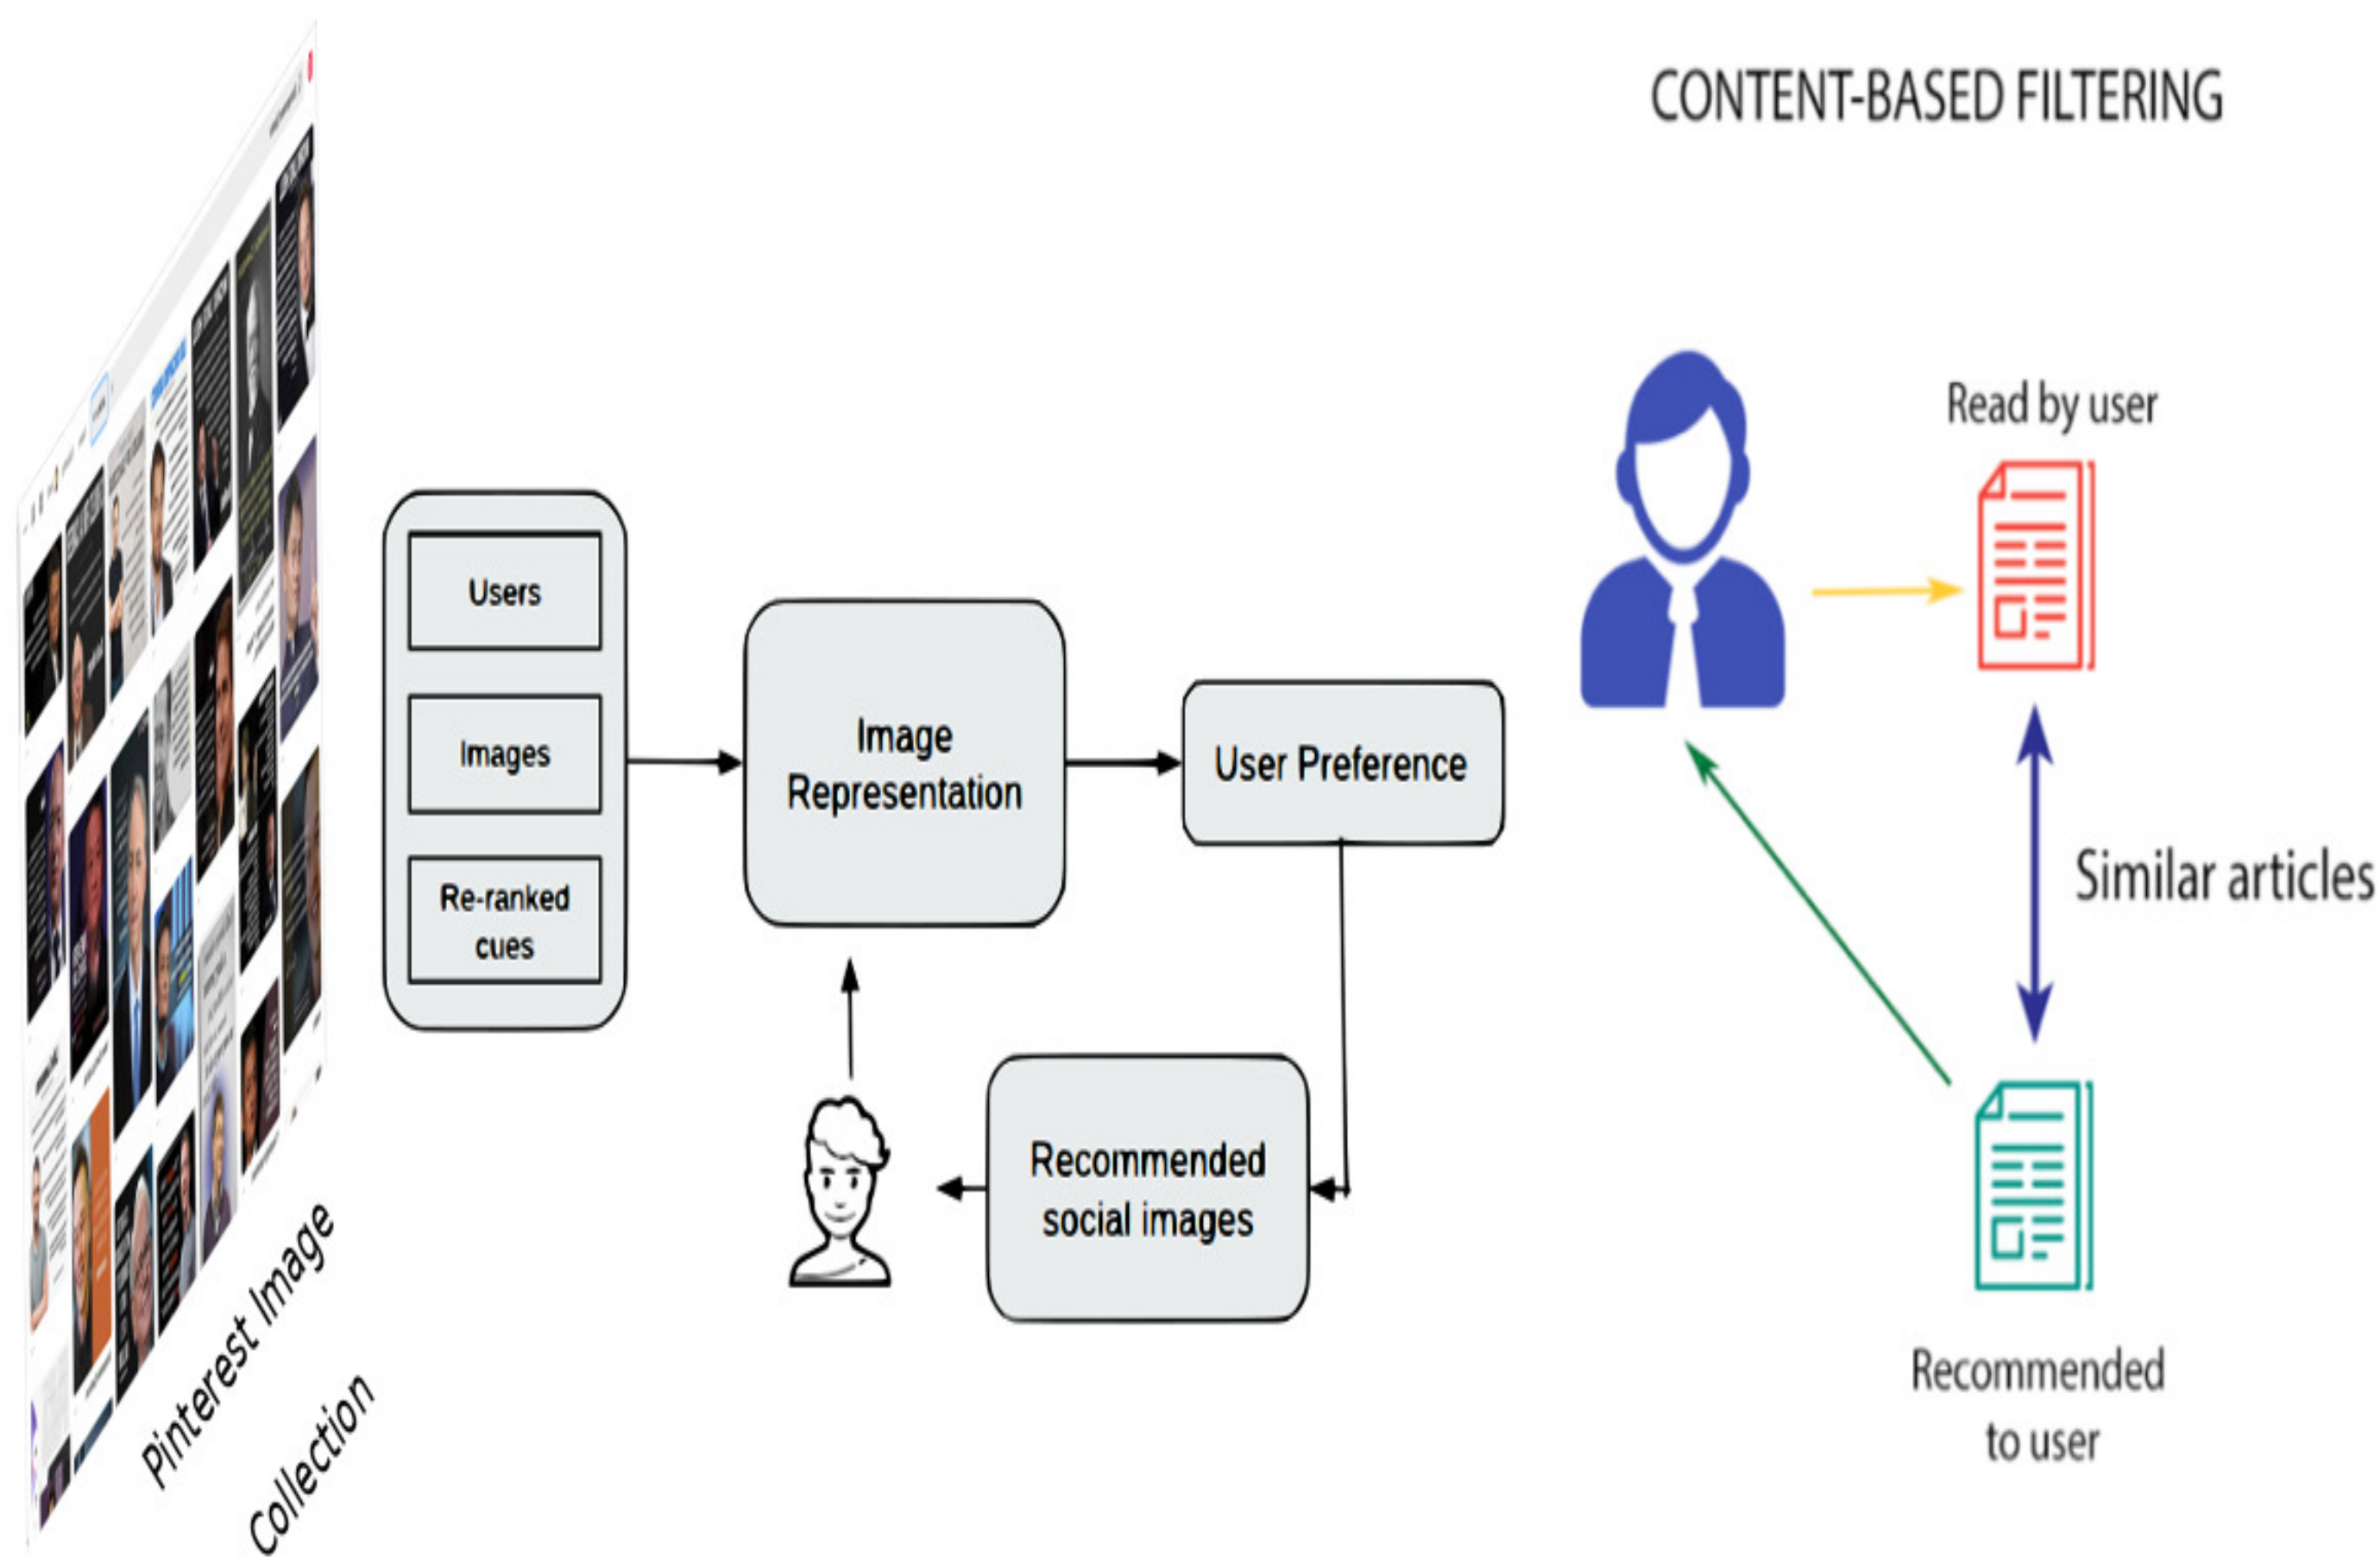 CONTENT-BASED FILTERING
Users
Images
Re-ranked
cues
Image
Representation
User Preference
Recommended
social images
Pinterest Image
Collection
Read by user
Similar articles
Recommended
to user